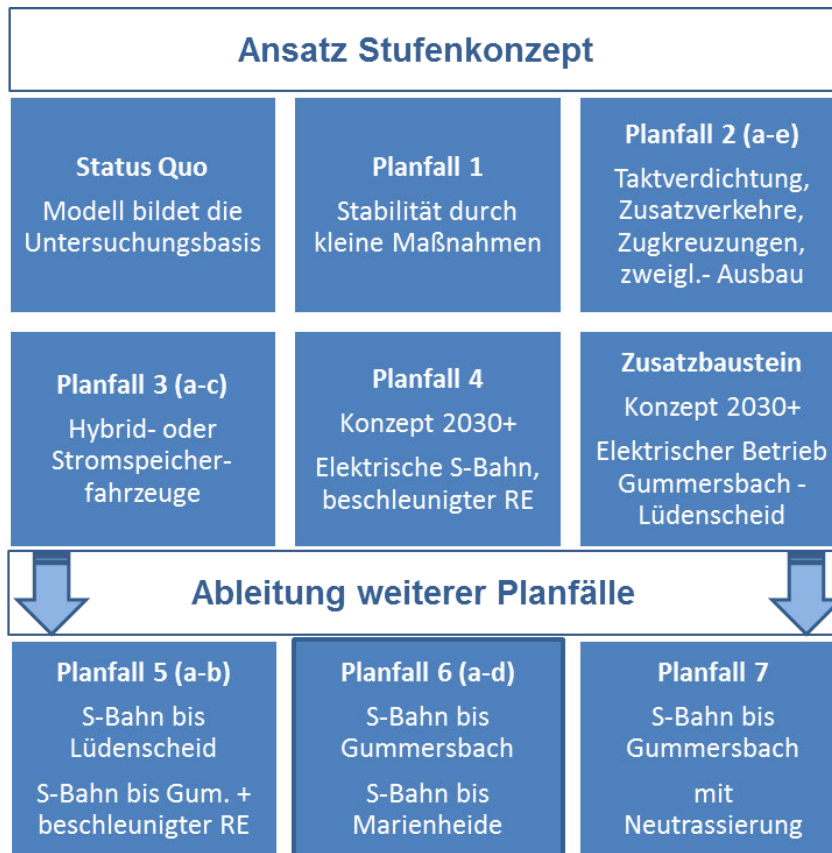 Ansatz Stufenkonzept
Status Quo
Modell bildet die
Untersuchungsbasis
Planfall 1
Stabilität durch
kleine Maßnahmen
Planfall 2 (a-e)
Taktverdichtung,
Zusatzverkehre,
Zugkreuzungen,
zweigl.- Ausbau
Planfall 3 (a-c)
Hybrid- oder
Stromspeicher-
fahrzeuge
Planfall 4
Konzept 2030+
Elektrische S-Bahn,
beschleunigter RE
Zusatzbaustein
Konzept 2030+
Elektrischer Betrieb
Gummersbach -
Lüdenscheid
Ableitung weiterer Planfälle
Planfall 5 (a-b)
S-Bahn bis
Lüdenscheid
S-Bahn bis Gum. +
beschleunigter RE
Planfall 6 (a-d)
S-Bahn bis
Gummersbach
S-Bahn bis
Marienheide
Planfall 7
S-Bahn bis
Gummersbach
mit
Neutrassierung